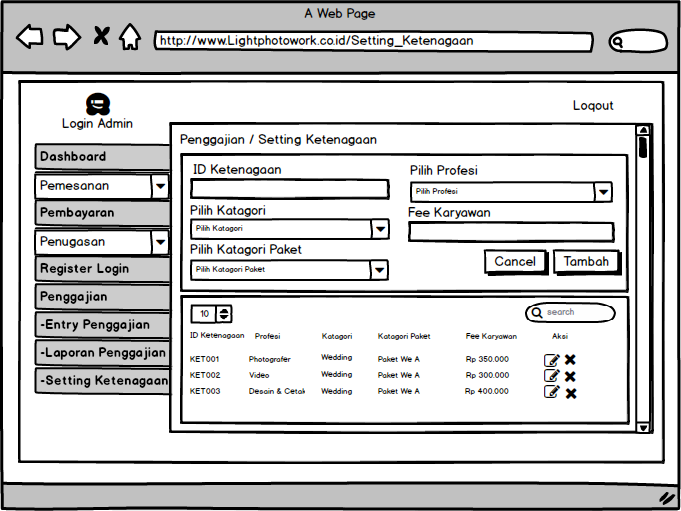 A Web Page
http://www.Lightphotowork.co.id/Setting_Ketenagaan
Login Admin
Loqout
Dashboard
Pemesanan
Pembayaran
Penugasan
Register Login
Penggajian
-Entry Penggajian
-Laporan Penggajian
-Setting Ketenagaan
Penggajian / Setting Ketenagaan
ID Ketenagaan
Pilih Profesi
Pilih Profesi
Pilih Katagori
Fee Karyawan
Pilih Katagori
Pilih Katagori Paket
Pilih Katagori Paket
Cancel
Tambah
10
search
ID Ketenagaan Profesi Katagori Katagori Paket Fee Karyawan Aksi
KET001 Photografer Wedding Paket We A Rp 350.000
KET002 Video Wedding Paket We A Rp 300.000
KET003 Desain & Cetak Wedding Paket We A Rp 400.000